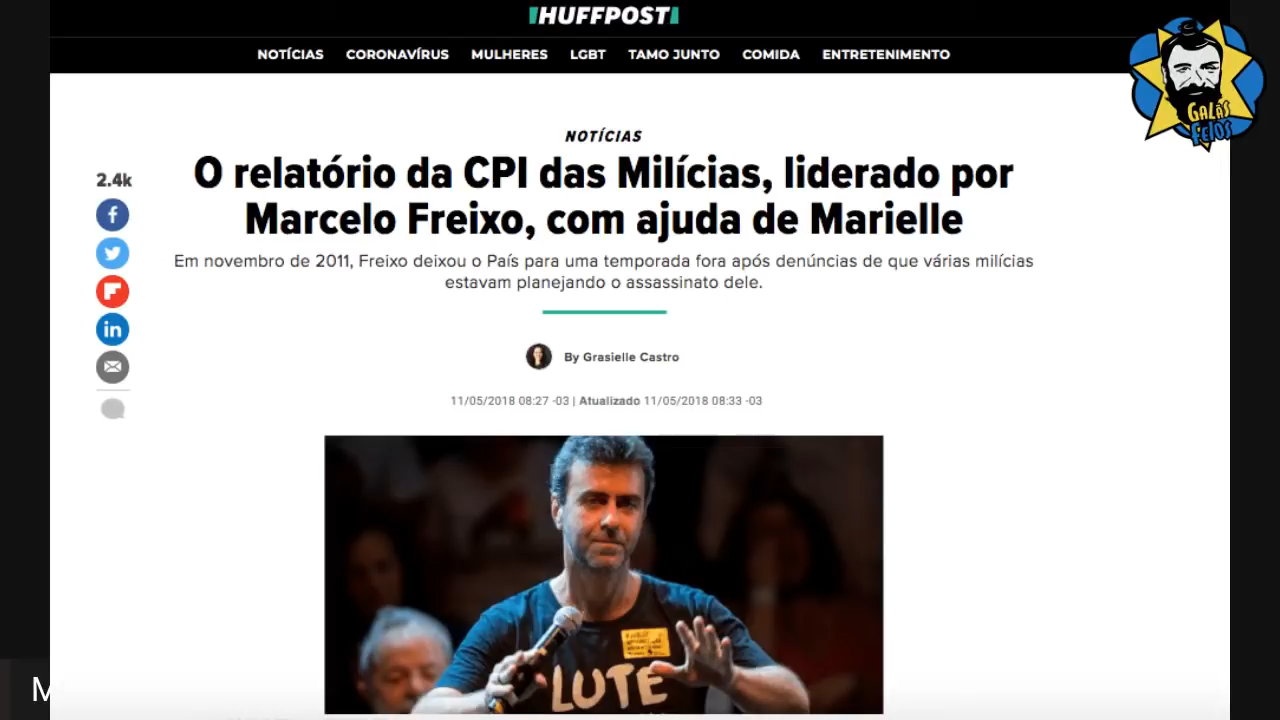 HUFFPOST
NOTÍCIAS CORONAVÍRUS MULHERES LGBT TAMO JUNTO COMIDA ENTRETENIMENTO
GALÃS
FEIOS
NOTÍCIAS
O relatório da CPI das Milícias, liderado por
Marcelo Freixo, com ajuda de Marielle
Em novembro de 2011, Freixo deixou o País para uma temporada fora após denúncias de que várias milícias
estavam planejando o assassinato dele.
2.4k
By Grasielle Castro
11/05/2018 08:27 -03 | Atualizado 11/05/2018 08:33 -03
LUTE
M